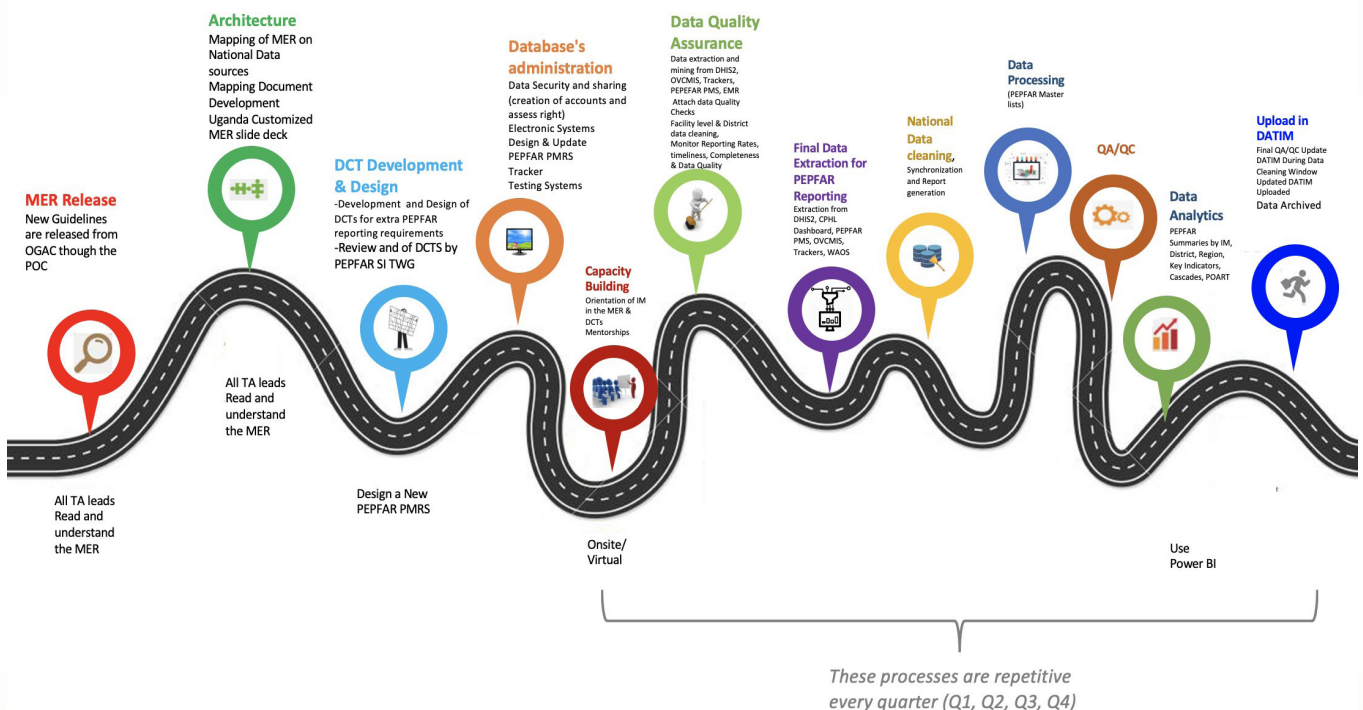 MER Release
New Guidelines
are released from
OGAC though the
POC
All TA leads
Read and
understand
the MER
Architecture
Mapping of MER on
National Data
sources
Mapping Document
Development
Uganda Customized
MER slide deck
All TA leads
Read and
understand
the MER
DCT Development
& Design
-Development and Design of
DCTs for extra PEPFAR
reporting requirements
-Review and of DCTS by
PEPFAR SI TWG
Design a New
PEPFAR PMRS
Database's
administration
Data Security and sharing
(creation of accounts and
assess right)
Electronic Systems
Design & Update
PEPFAR PMRS
Tracker
Testing Systems
Capacity
Building
Orientation of IM
in the MER &
DCTs
Mentorships
Onsite/
Virtual
Data Quality
Assurance
Data extraction and
mining from DHIS2,
OVCMIS, Trackers,
PEPEFAR PMS, EMR
Attach data Quality
Checks
Facility level & District
data cleaning,
Monitor Reporting Rates,
timeliness, Completeness
& Data Quality
Final Data
Extraction for
PEPFAR
Reporting
Extraction from
DHIS2, CPHL
Dashboard, PEPFAR
PMS, OVCMIS,
Trackers, WAOS
National
Data
cleaning,
Synchronization
and Report
generation
Data
Processing
(PEPFAR Master
lists)
QA/QC
Data
Analytics
PEPFAR
Summaries by IM,
District, Region,
Key Indicators,
Cascades, POART
Use
Power BI
Upload in
DATIM
Final QA/QC Update
DATIM During Data
Cleaning Window
Updated DATIM
Uploaded
Data Archived
These processes are repetitive
every quarter (Q1, Q2, Q3, Q4)